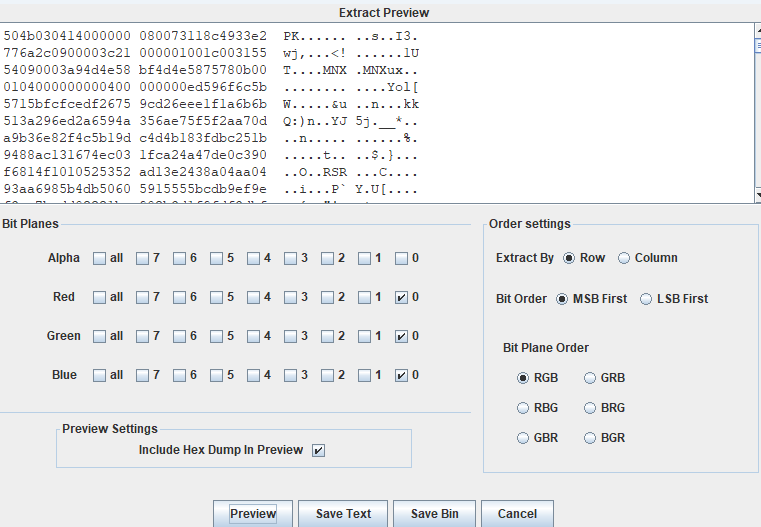 Extract Preview
504b030414000000 080073118c4933e2 PK...... ..s..I3.
776a2c0900003c21 000001001c003155 wj,...<! ......1U
54090003a94d4e58 bf4d4e5875780b00 T....MNX .MNXux..
0104000000000400 000000ed596f6c5b ........ ....Yol[
5715bfcfcedf2675 9cd26eee1f1a6b6b W.....&u ..n...kk
513a296ed2a6594a 356ae75f5f2aa70d Q:)n..YJ 5j.__*..
a9b36e82f4c5b19d c4d4b183fdbc251b ..n..... ......%.
9488ac131674ec03 1fca24a47de0c390 .....t.. ..$.}...
f6814f1010525352 ad13e2438a04aa04 ..O..RSR ...C....
93aa6985b4db5060 5915555bcdb9ef9e ..i...P` Y.U[....
Bit Planes
Alpha all 7 6 5 4 3 2 1 0
Red all 7 6 5 4 3 2 1 0
Green all 7 6 5 4 3 2 1 0
Blue all 7 6 5 4 3 2 1 0
Preview Settings
Include Hex Dump In Preview
Order settings
Extract By Row Column
Bit Order MSB First LSB First
Bit Plane Order
RGB GRB
RBG BRG
GBR BGR
Preview Save Text Save Bin Cancel